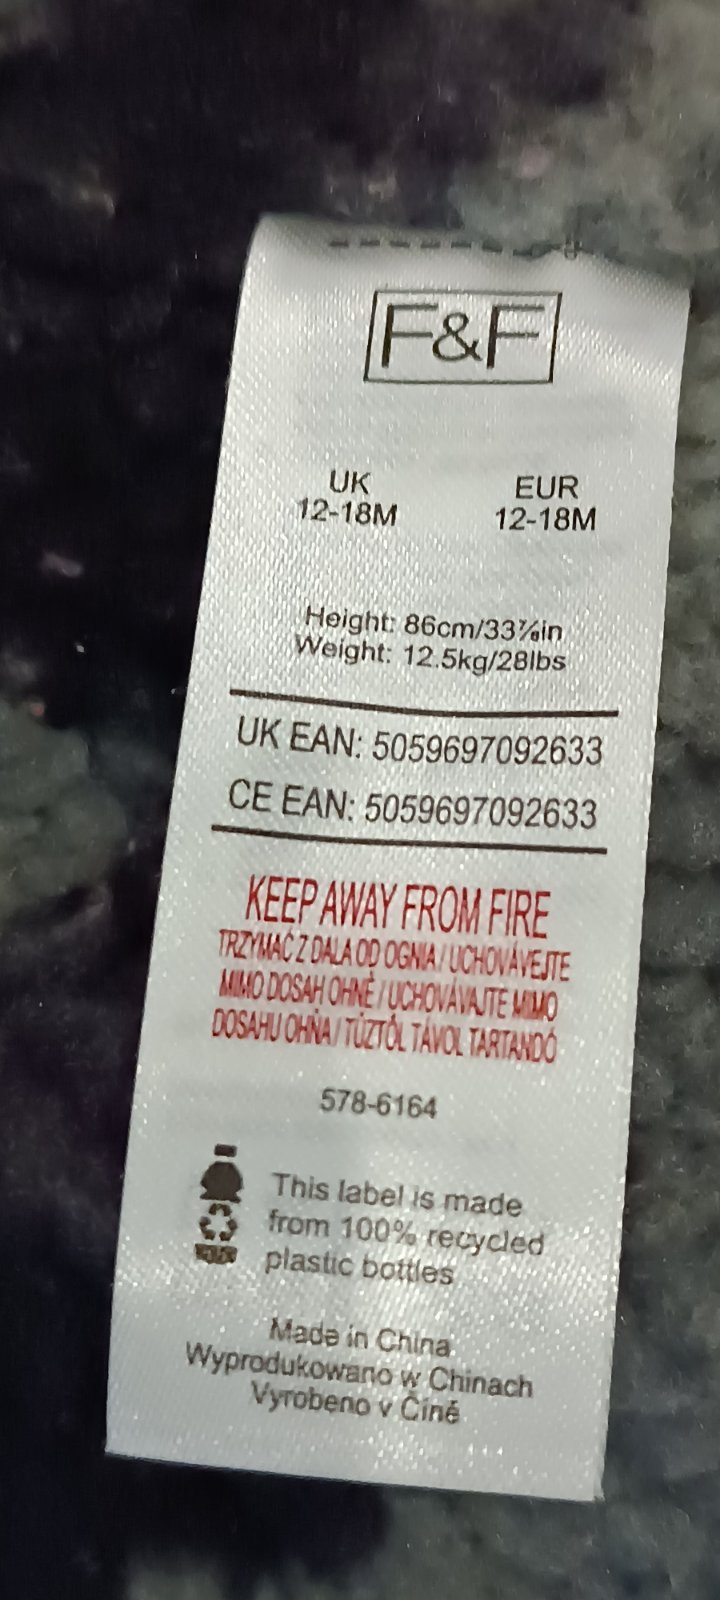 F&F
UK EUR
12-18M 12-18M
Height: 86cm/33⅞in
Weight: 12.5kg/28lbs
UK EAN: 5059697092633
CE EAN: 5059697092633
KEEP AWAY FROM FIRE
TRZYMAĆ Z DALA OD OGNIA / UCHOVÁVEJTE
MIMO DOSAH OHNĚ / UCHOVÁVAJTE MIMO
DOSAHU OHŇA / TŰZTŐL TÁVOL TARTANDÓ
578-6164
This label is made
from 100% recycled
plastic bottles
Made in China
Wyprodukowano w Chinach
Vyrobeno v Číně